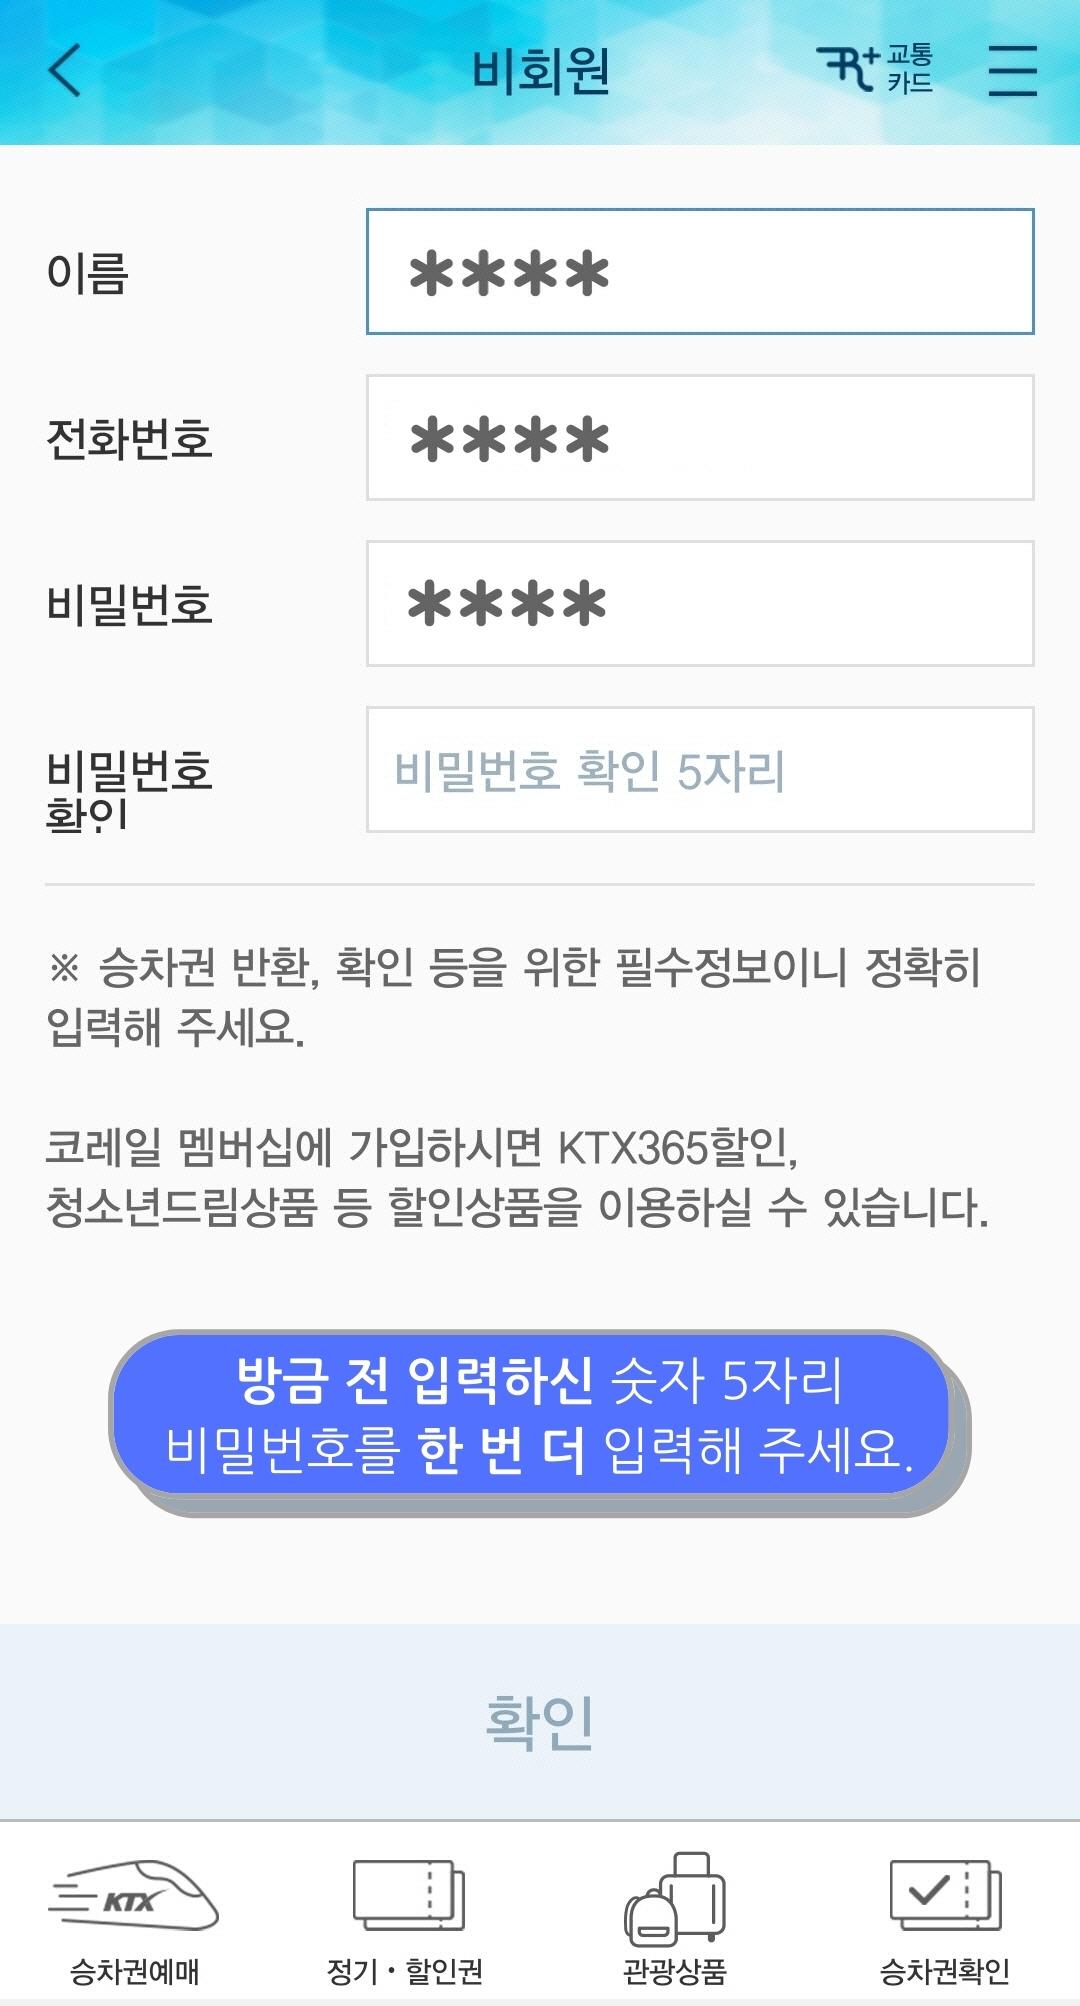 비회원
R+ 교통
카드
이름
****
전화번호
****
비밀번호
****
비밀번호
확인
비밀번호 확인 5자리
※ 승차권 반환, 확인 등을 위한 필수정보이니 정확히
입력해 주세요.
코레일 멤버십에 가입하시면 KTX365할인,
청소년드림상품 등 할인상품을 이용하실 수 있습니다.
방금 전 입력하신 숫자 5자리
비밀번호를 한 번 더 입력해 주세요.
확인
KTX
승차권예매
정기·할인권
관광상품
승차권확인